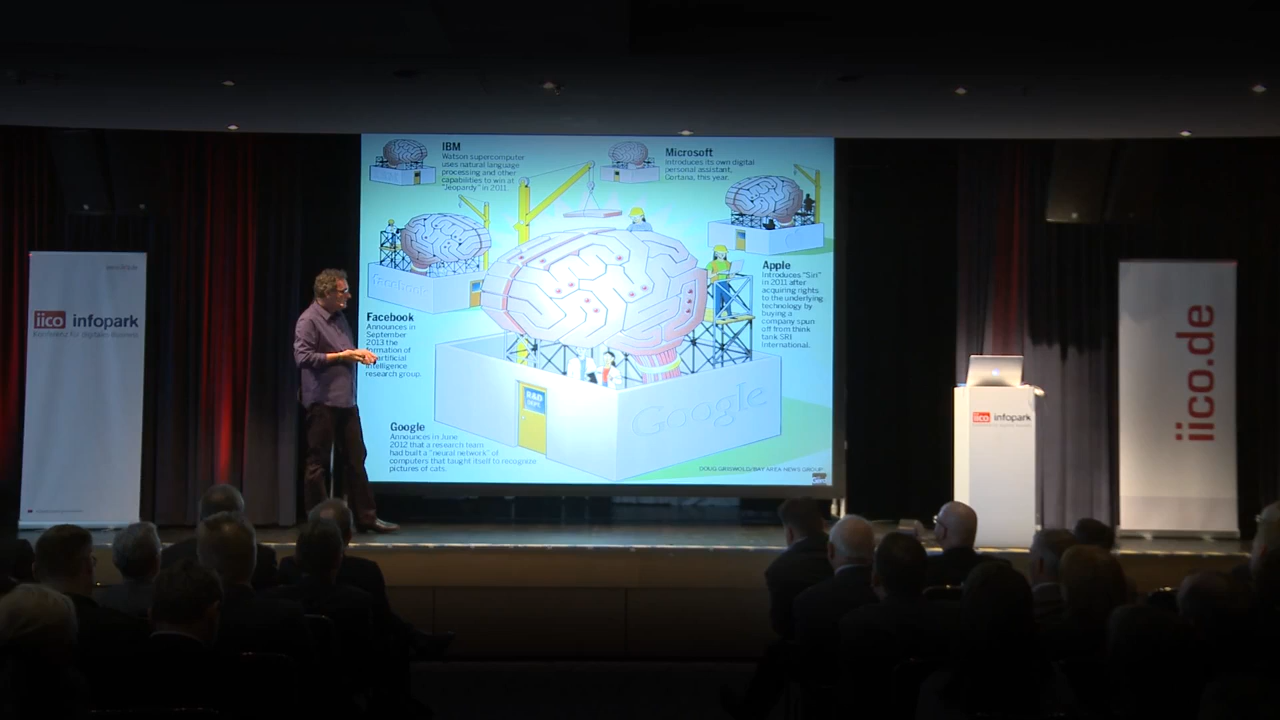 IBM
Watson supercomputer
uses natural language
processing and other
capabilities to win at
"Jeopardy" in 2011.
Microsoft
Introduces its own digital
personal assistant,
Cortana, this year.
facebook
Facebook
Announces in
September
2013 the
formation of
artificial
intelligence
research group.
Apple
Introduces "Siri"
in 2011 after
acquiring rights
to the underlying
technology by
buying a
company spun
off from think
tank SRI
International.
R&D
DEPT
Google
Google
Announces in June
2012 that a research team
had built a "neural network" of
computers that taught itself to recognize
pictures of cats.
DOUG GRISWOLD/BAY AREA NEWS GROUP
Gerd
iico infopark
iico infopark
iico.de